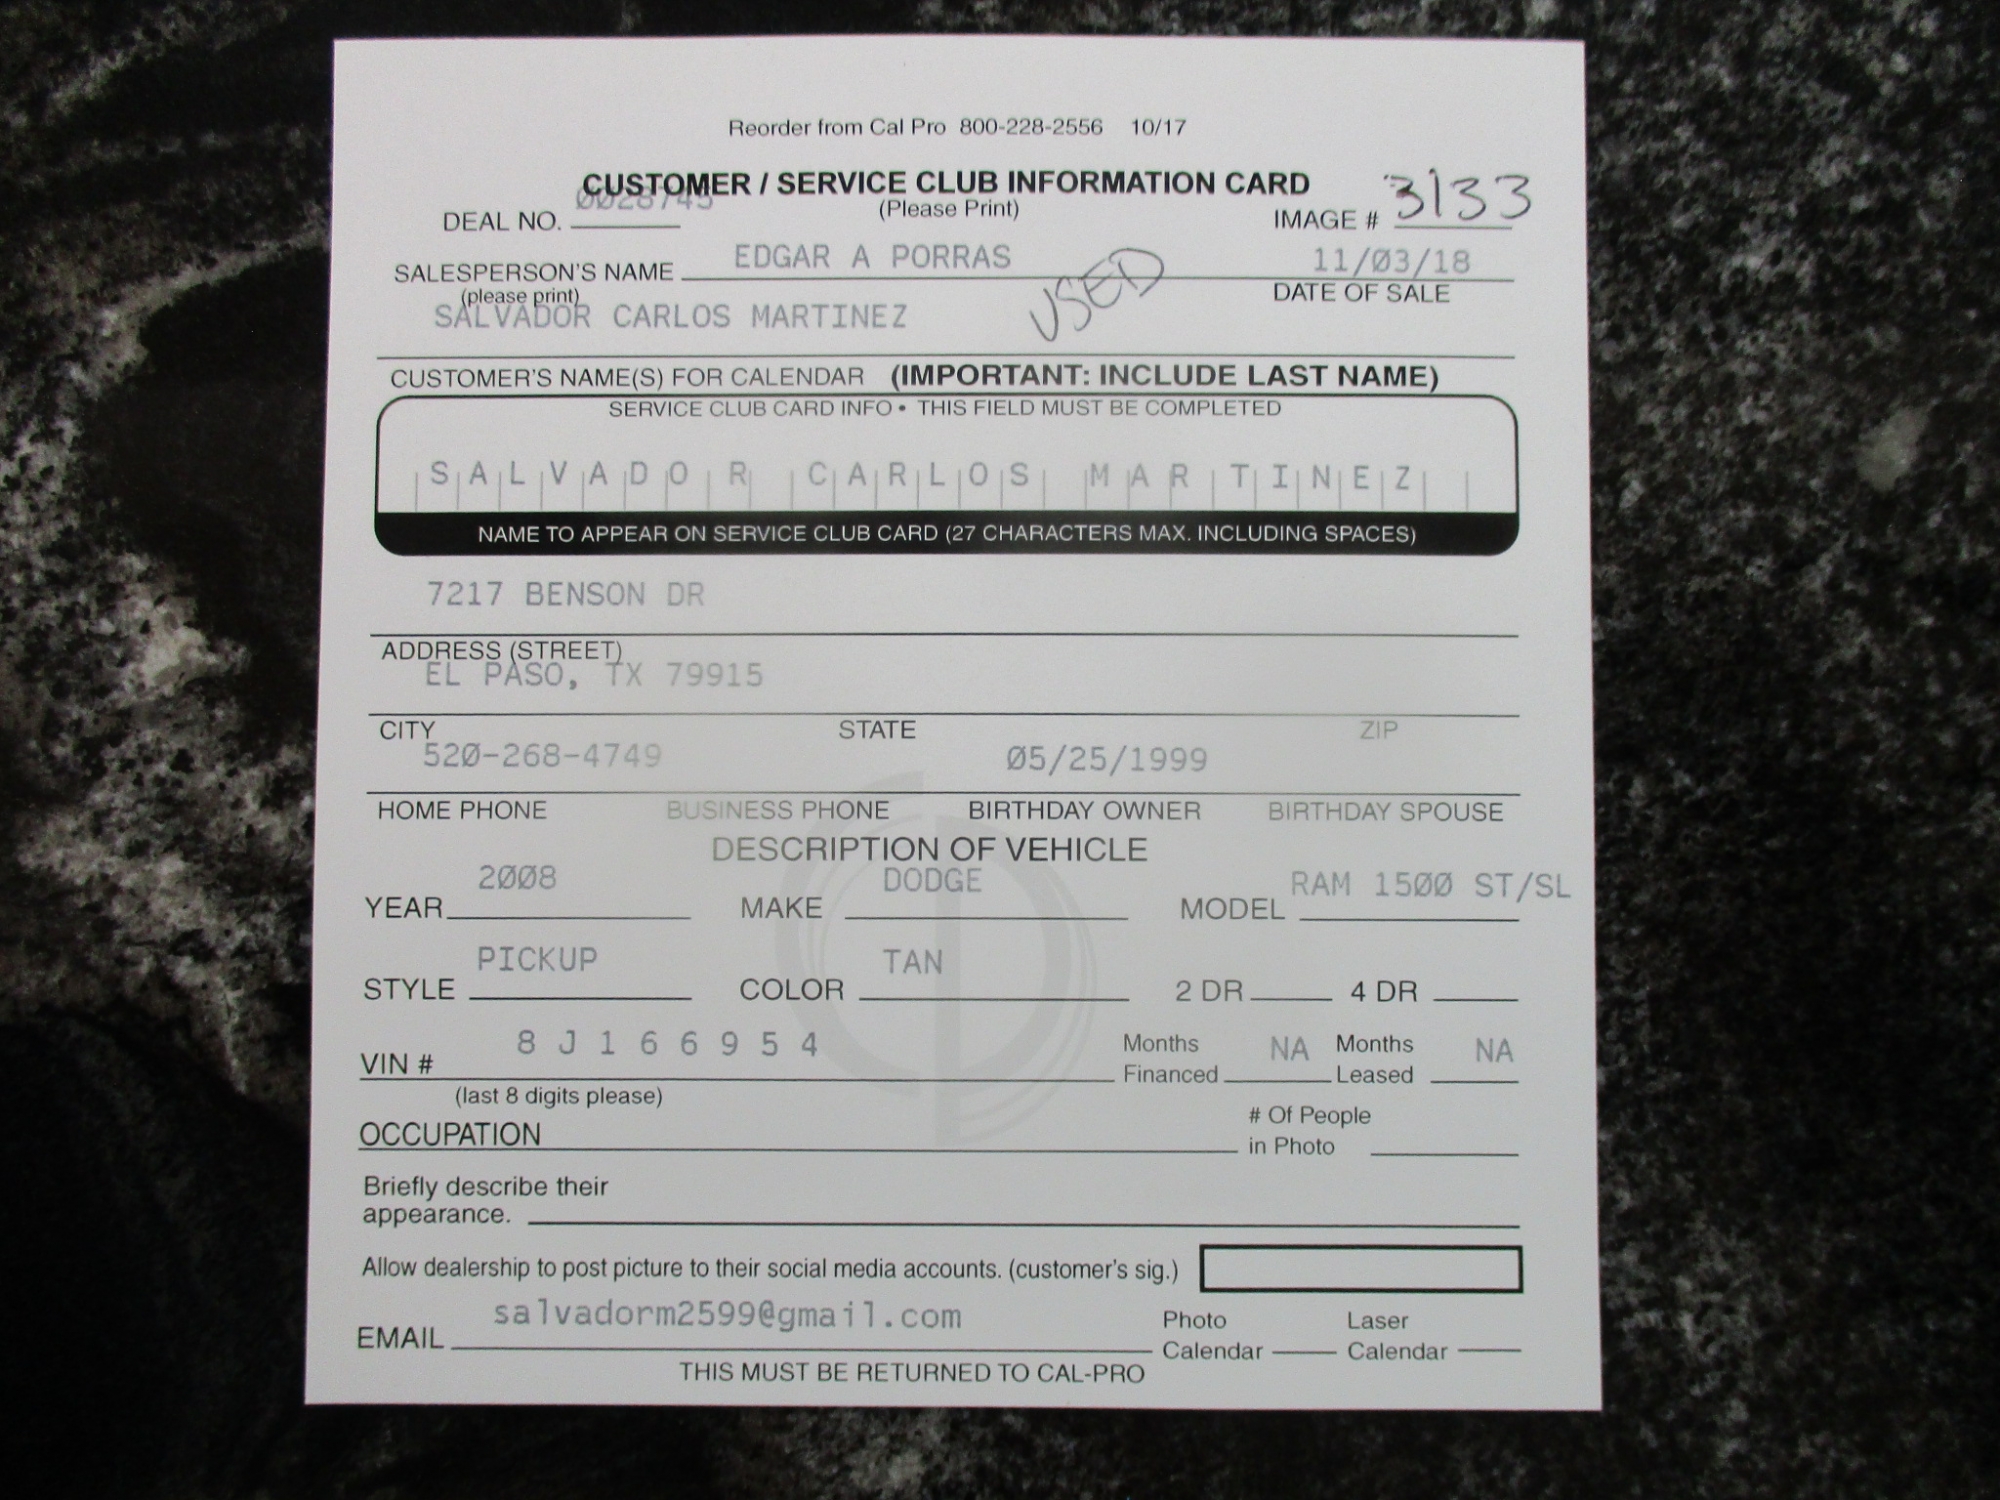 Reorder from Cal Pro 800-228-2556 10/17
CUSTOMER / SERVICE CLUB INFORMATION CARD
(Please Print)
DEAL NO. 0028745
IMAGE # 3133
SALESPERSON'S NAME EDGAR A PORRAS
(please print)
11/03/18
DATE OF SALE
USED
SALVADOR CARLOS MARTINEZ
CUSTOMER'S NAME(S) FOR CALENDAR (IMPORTANT: INCLUDE LAST NAME)
SERVICE CLUB CARD INFO • THIS FIELD MUST BE COMPLETED
SALVADOR CARLOS MARTINEZ
NAME TO APPEAR ON SERVICE CLUB CARD (27 CHARACTERS MAX. INCLUDING SPACES)
7217 BENSON DR
ADDRESS (STREET)
EL PASO, TX 79915
CITY STATE ZIP
520-268-4749 05/25/1999
HOME PHONE BUSINESS PHONE BIRTHDAY OWNER BIRTHDAY SPOUSE
DESCRIPTION OF VEHICLE
YEAR 2008 MAKE DODGE MODEL RAM 1500 ST/SL
STYLE PICKUP COLOR TAN 2 DR 4 DR
VIN # 8 J 1 6 6 9 5 4 Months Financed NA Months Leased NA
(last 8 digits please)
OCCUPATION # Of People in Photo
Briefly describe their
appearance.
Allow dealership to post picture to their social media accounts. (customer's sig.)
EMAIL salvadorm2599@gmail.com Photo Calendar Laser Calendar
THIS MUST BE RETURNED TO CAL-PRO